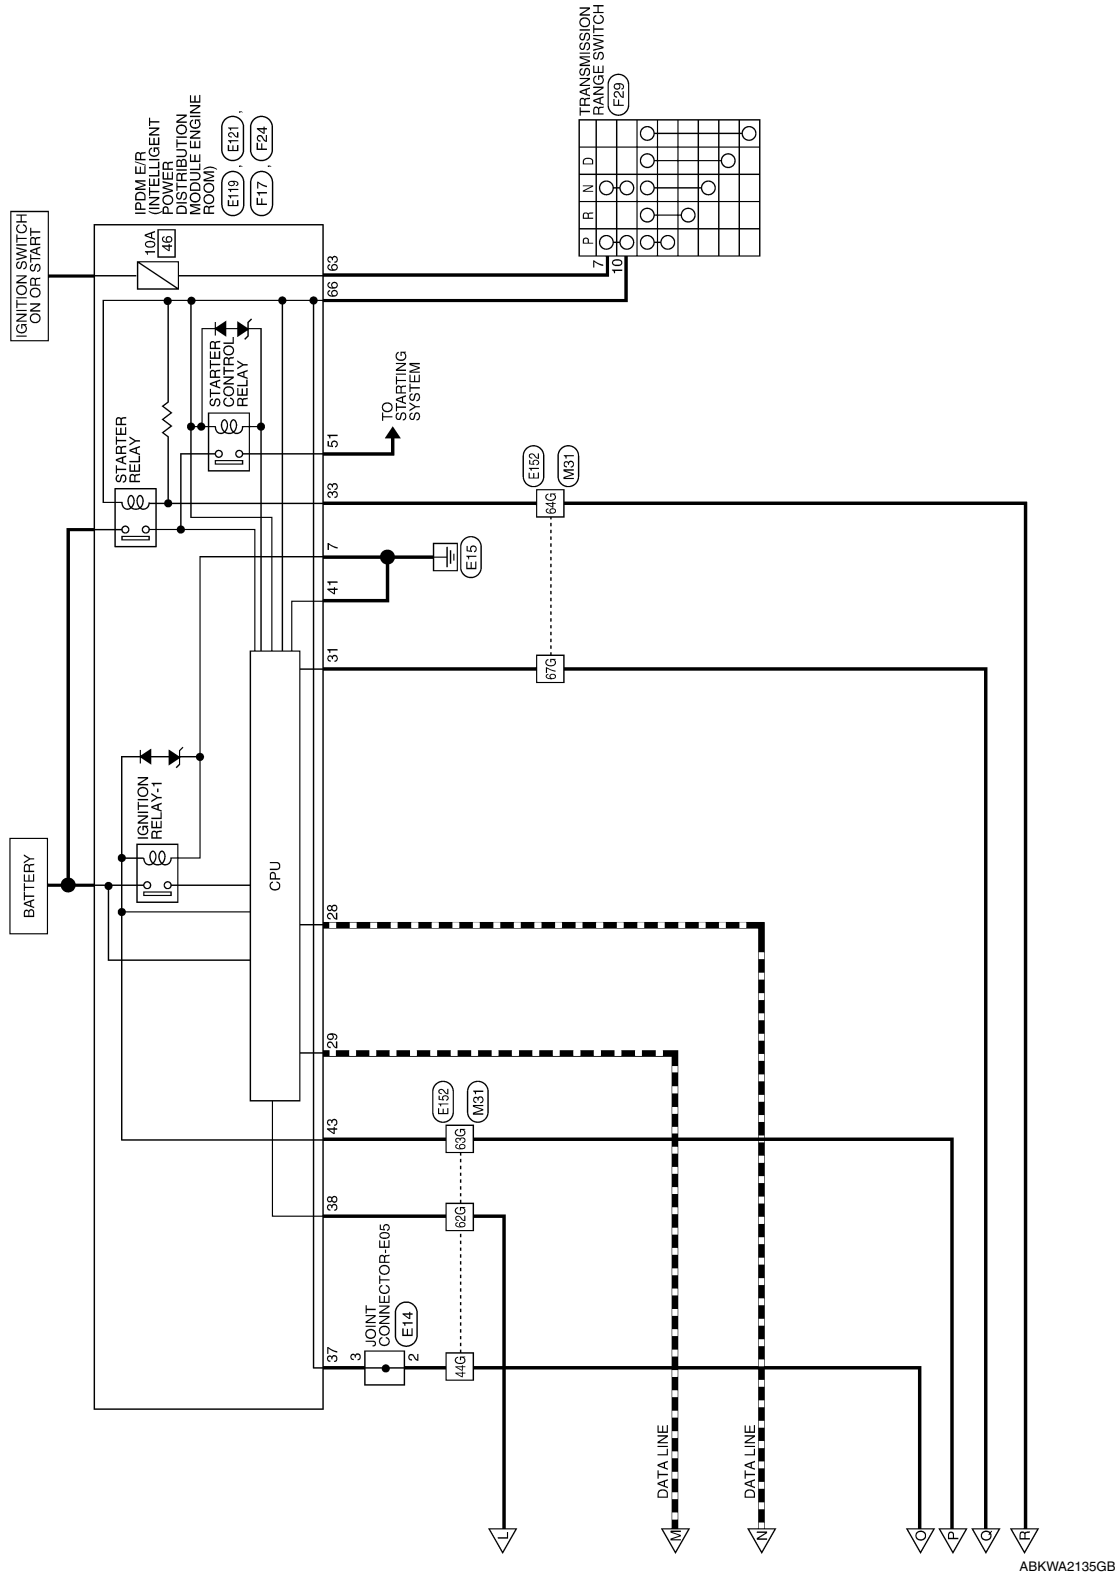 IGNITION SWITCH
ON OR START
BATTERY
IPDM E/R
(INTELLIGENT
POWER
DISTRIBUTION
MODULE ENGINE
ROOM)
E119 , E121 ,
F17 , F24
10A
46
STARTER
RELAY
STARTER
CONTROL
RELAY
IGNITION
RELAY-1
CPU
63
66
51
33
7
41
31
28
29
43
38
37
TO
STARTING
SYSTEM
TRANSMISSION
RANGE SWITCH
F29
P
R
N
D
7
10
E15
E152
M31
64G
67G
E152
M31
63G
62G
44G
JOINT
CONNECTOR-E05
E14
3
2
DATA LINE
DATA LINE
L
M
N
O
P
Q
R
ABKWA2135GB